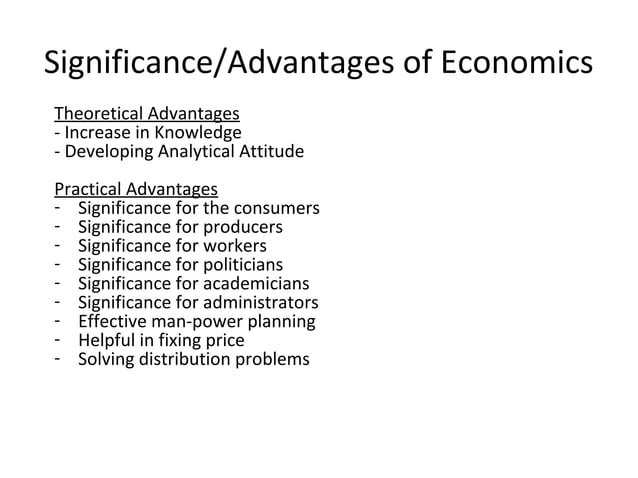 Significance/Advantages of Economics
Theoretical Advantages
- Increase in Knowledge
- Developing Analytical Attitude
Practical Advantages
- Significance for the consumers
- Significance for producers
- Significance for workers
- Significance for politicians
- Significance for academicians
- Significance for administrators
- Effective man-power planning
- Helpful in fixing price
- Solving distribution problems